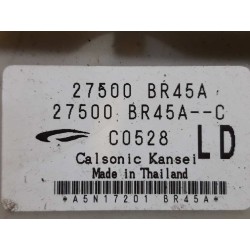 27500 BR45A
27500 BR45A--C
C0528 LD
Calsonic Kansei
Made in Thailand
*A5N17201 BR45A*